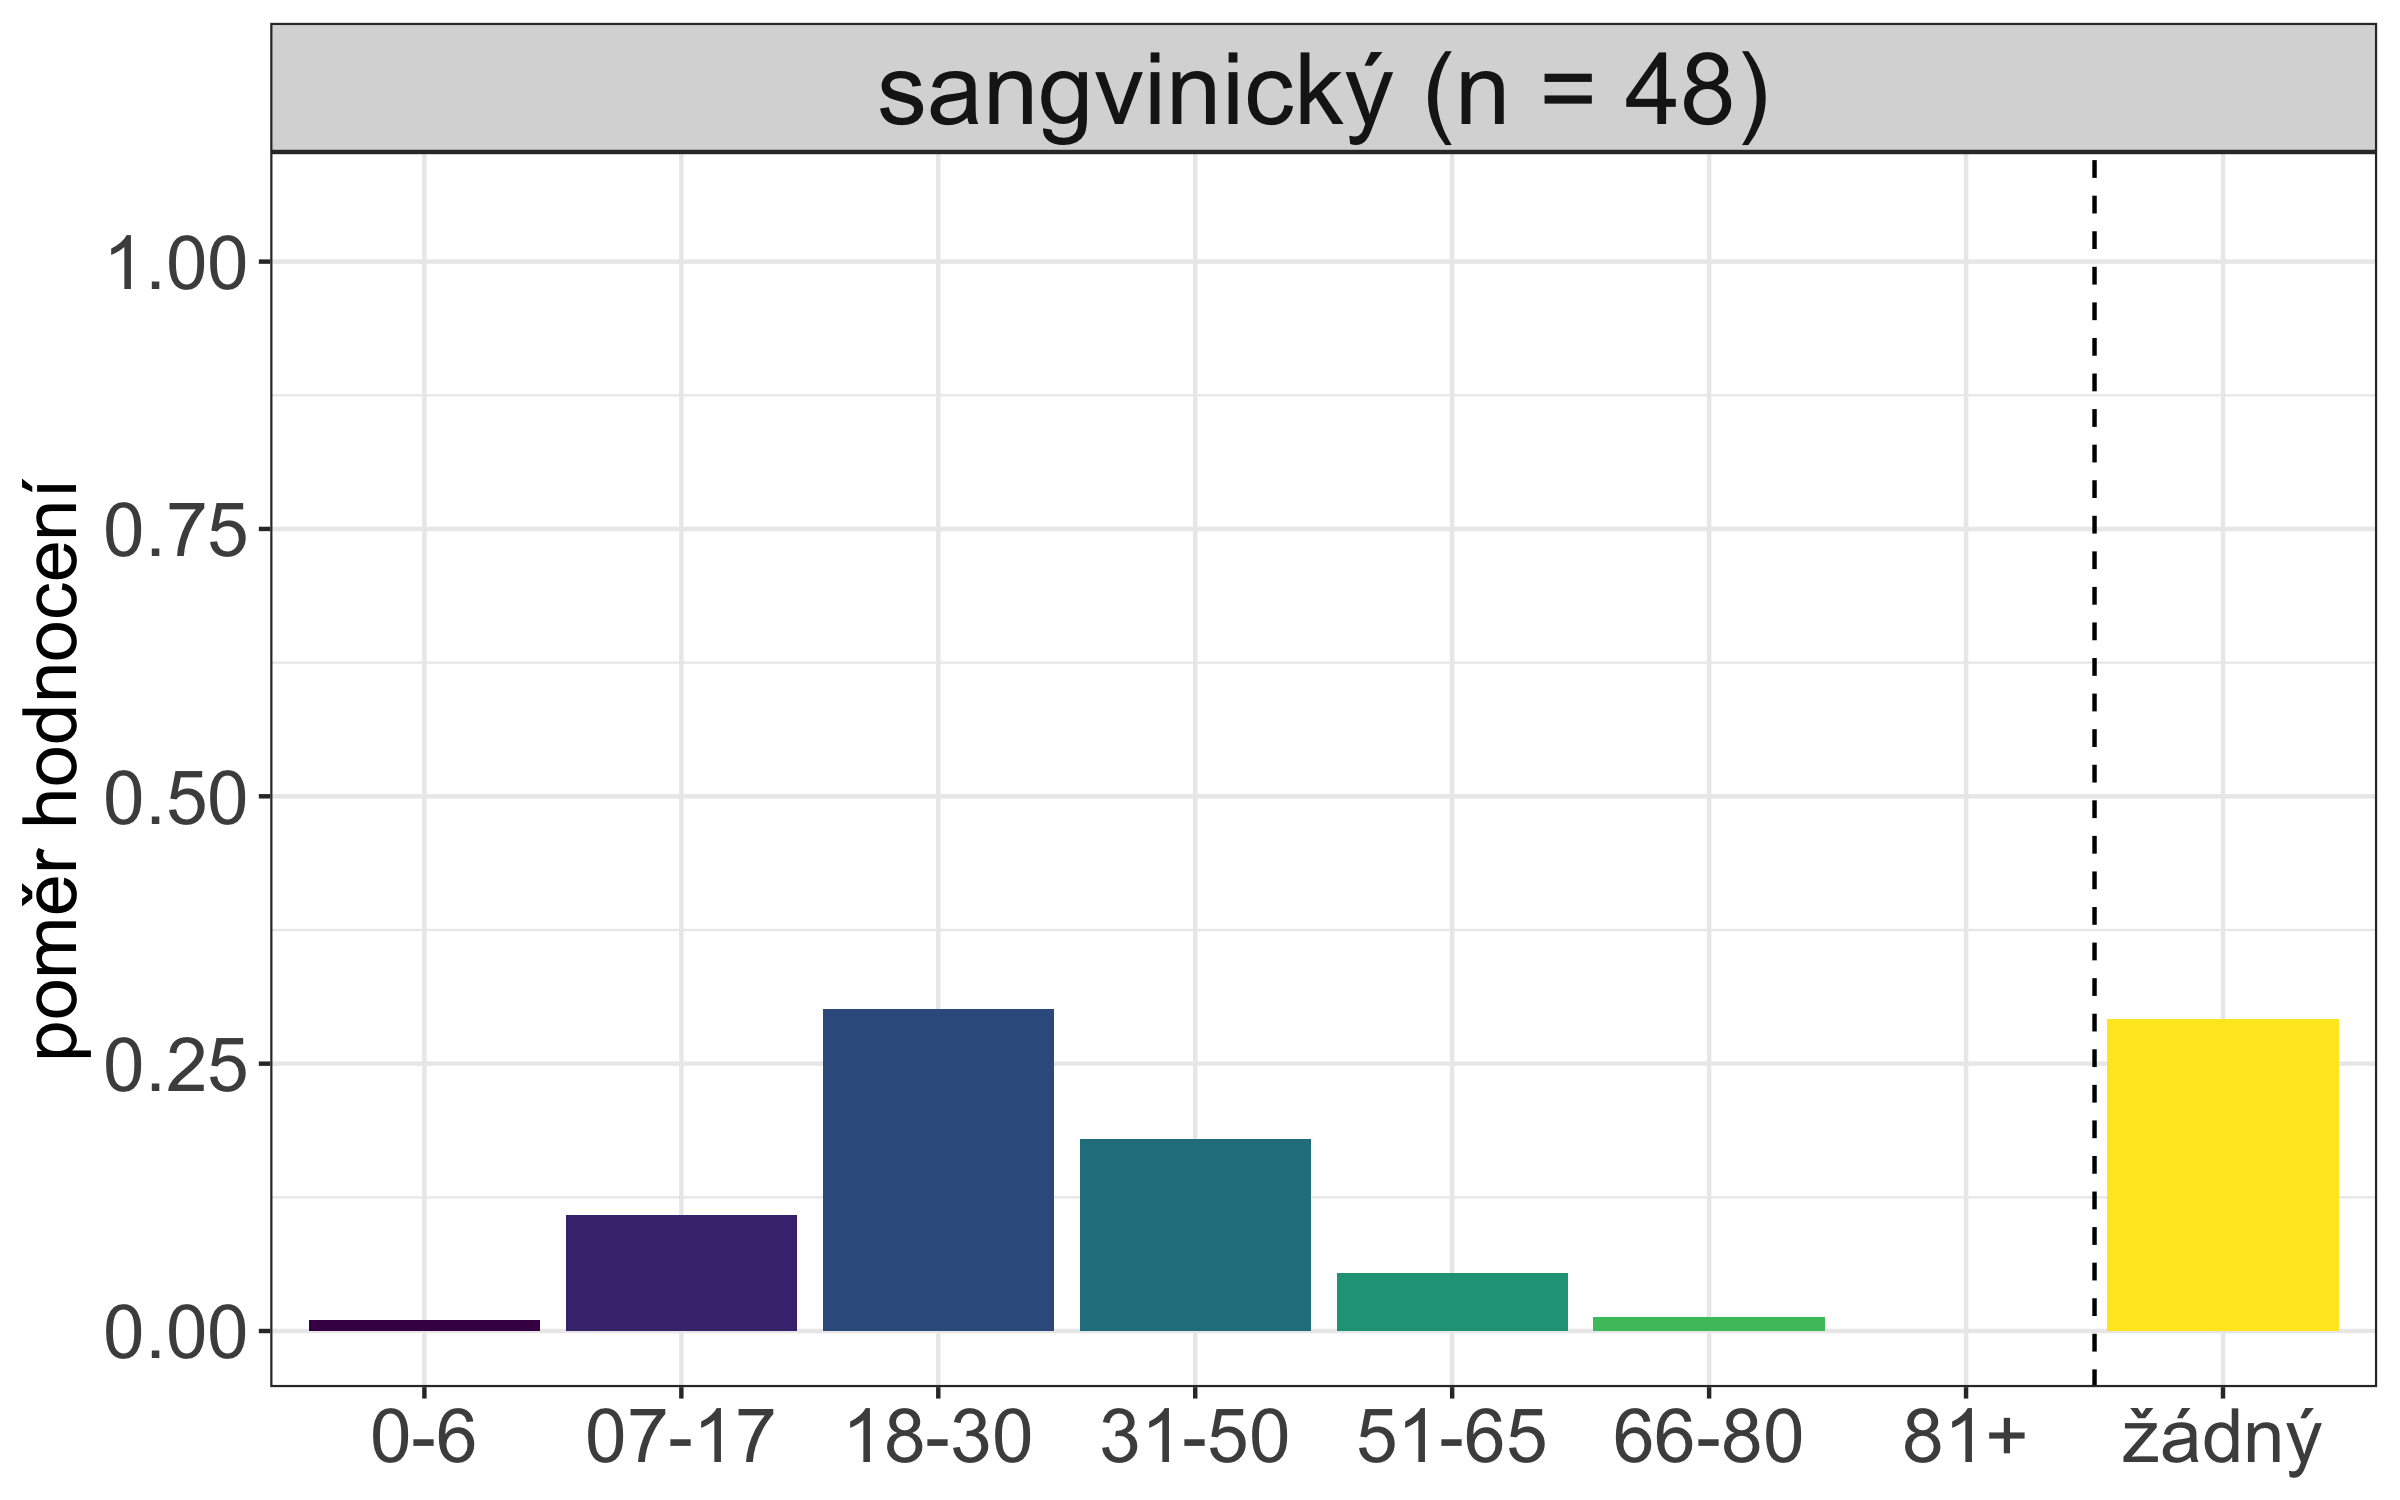 sangvinický (n = 48)
poměr hodnocení
1.00
0.75
0.50
0.25
0.00
0-6 07-17 18-30 31-50 51-65 66-80 81+ žádný